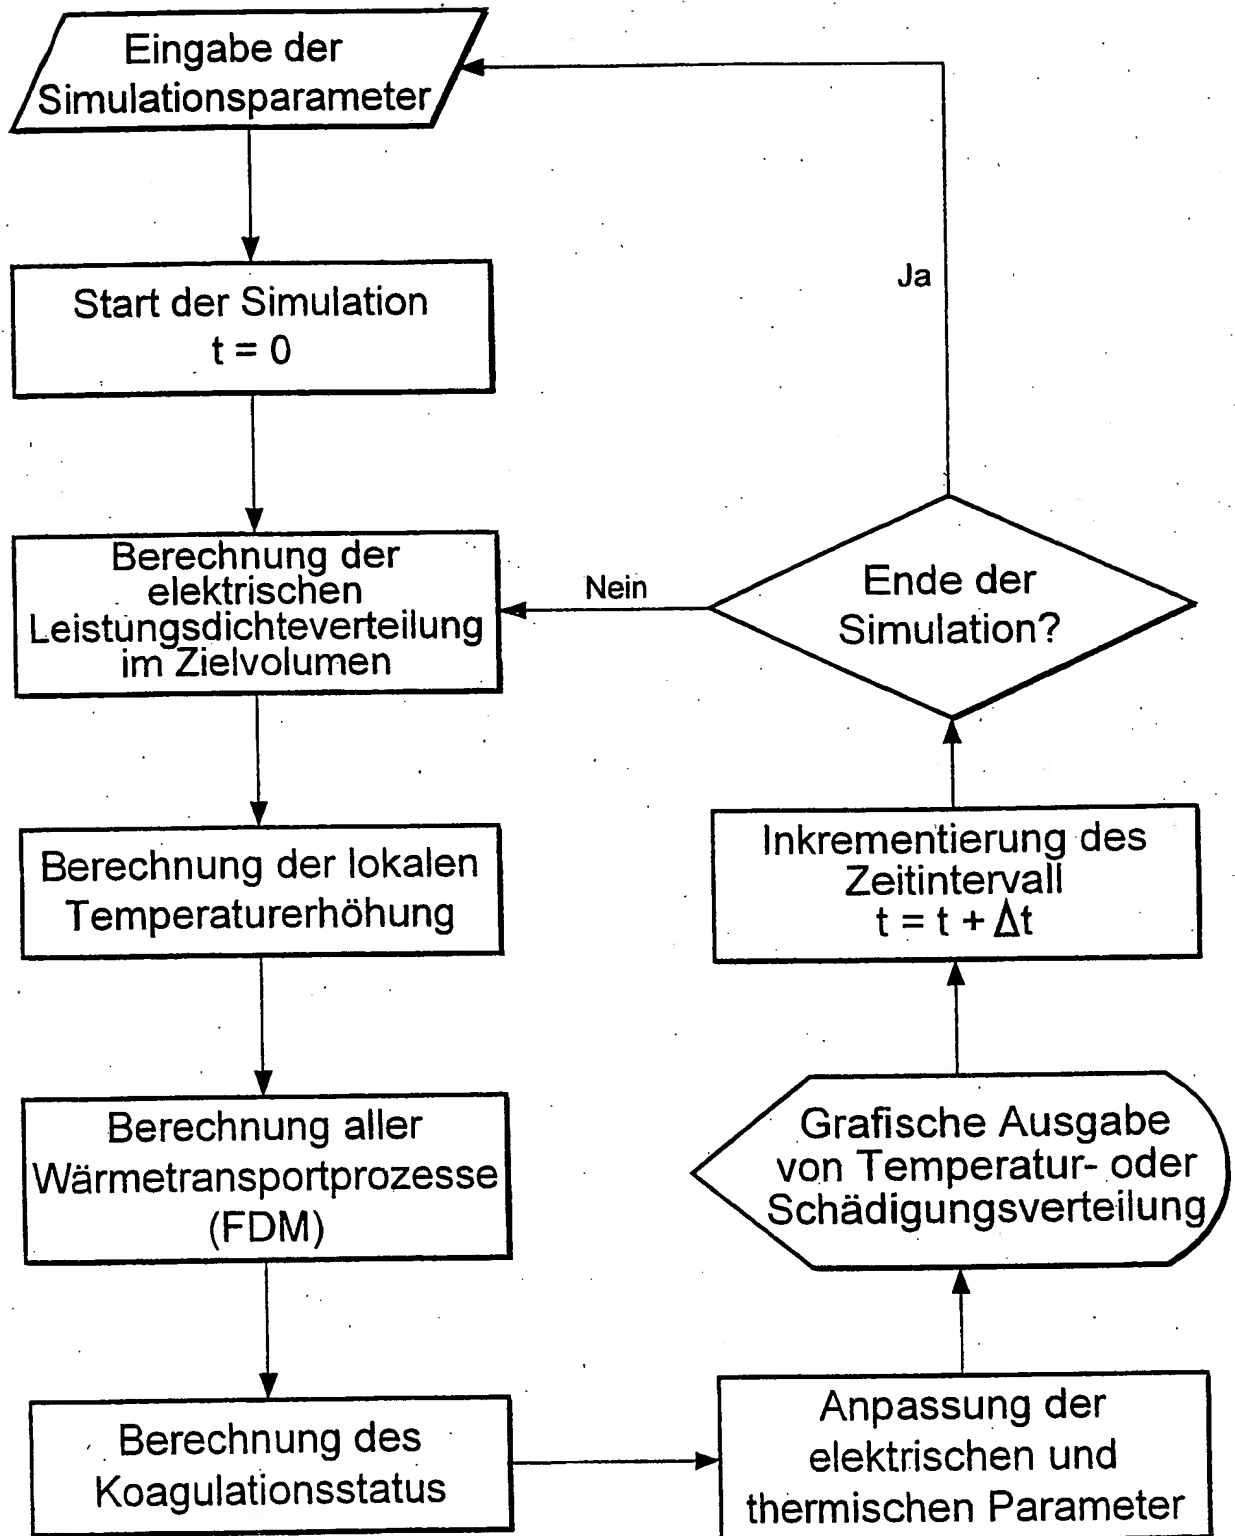 Eingabe der
Simulationsparameter
Start der Simulation
t = 0
Berechnung der
elektrischen
Leistungsdichteverteilung
im Zielvolumen
Berechnung der lokalen
Temperaturerhöhung
Berechnung aller
Wärmetransportprozesse
(FDM)
Berechnung des
Koagulationsstatus
Anpassung der
elektrischen und
thermischen Parameter
Grafische Ausgabe
von Temperatur- oder
Schädigungsverteilung
Inkrementierung des
Zeitintervall
t = t + Δt
Ende der
Simulation?
Nein
Ja